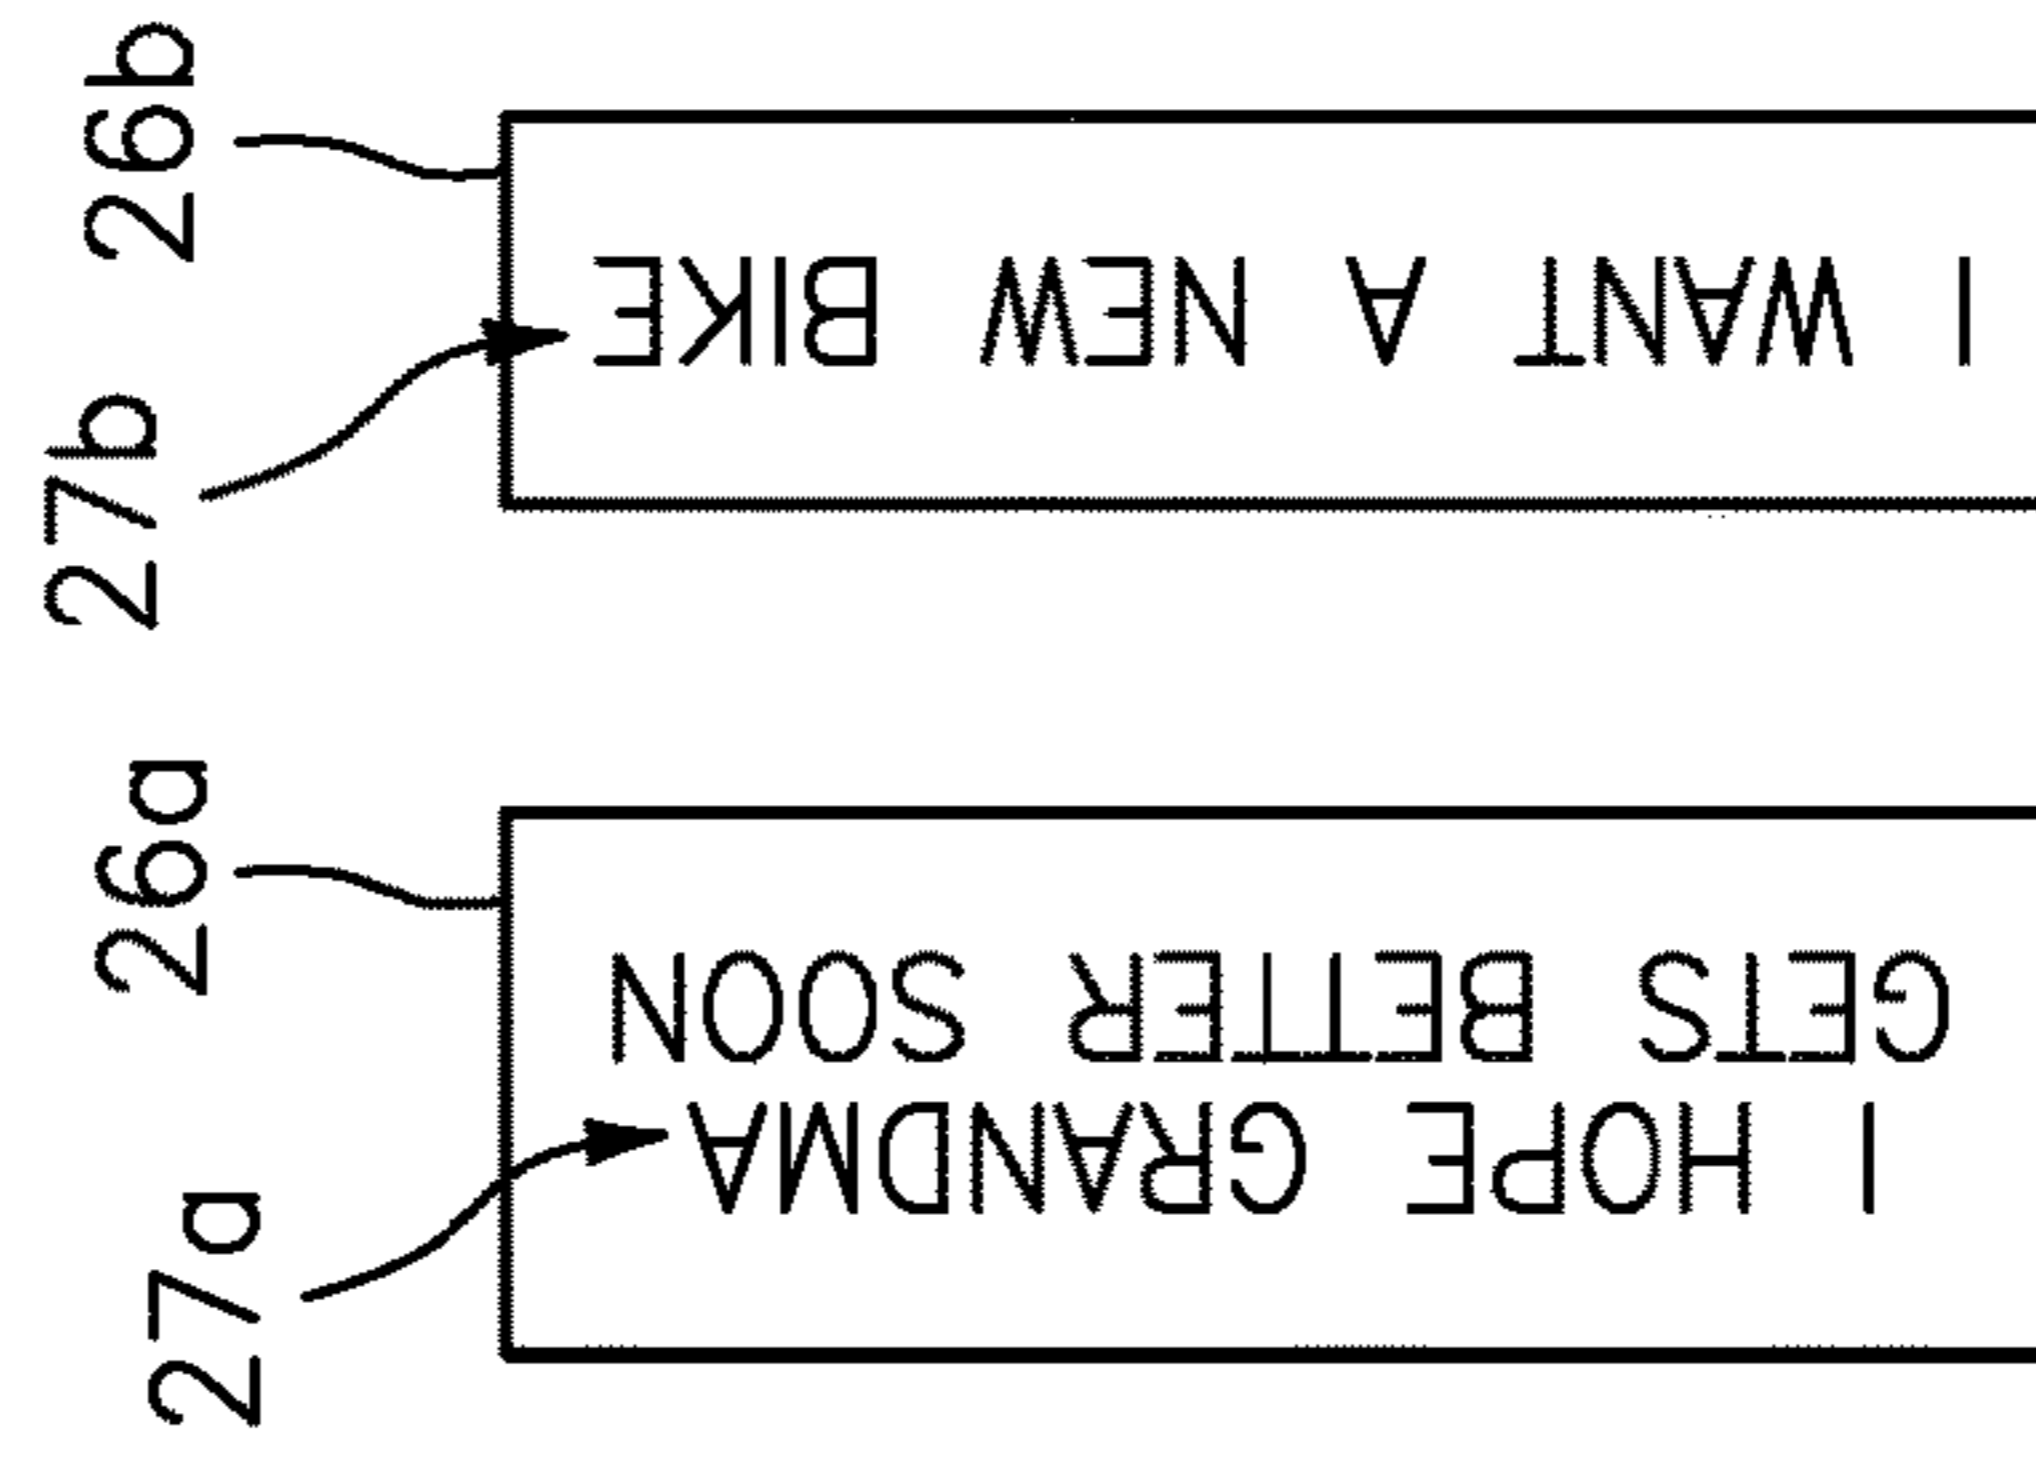 27a
26a
I HOPE GRANDMA
GETS BETTER SOON
27b
26b
I WANT A NEW BIKE